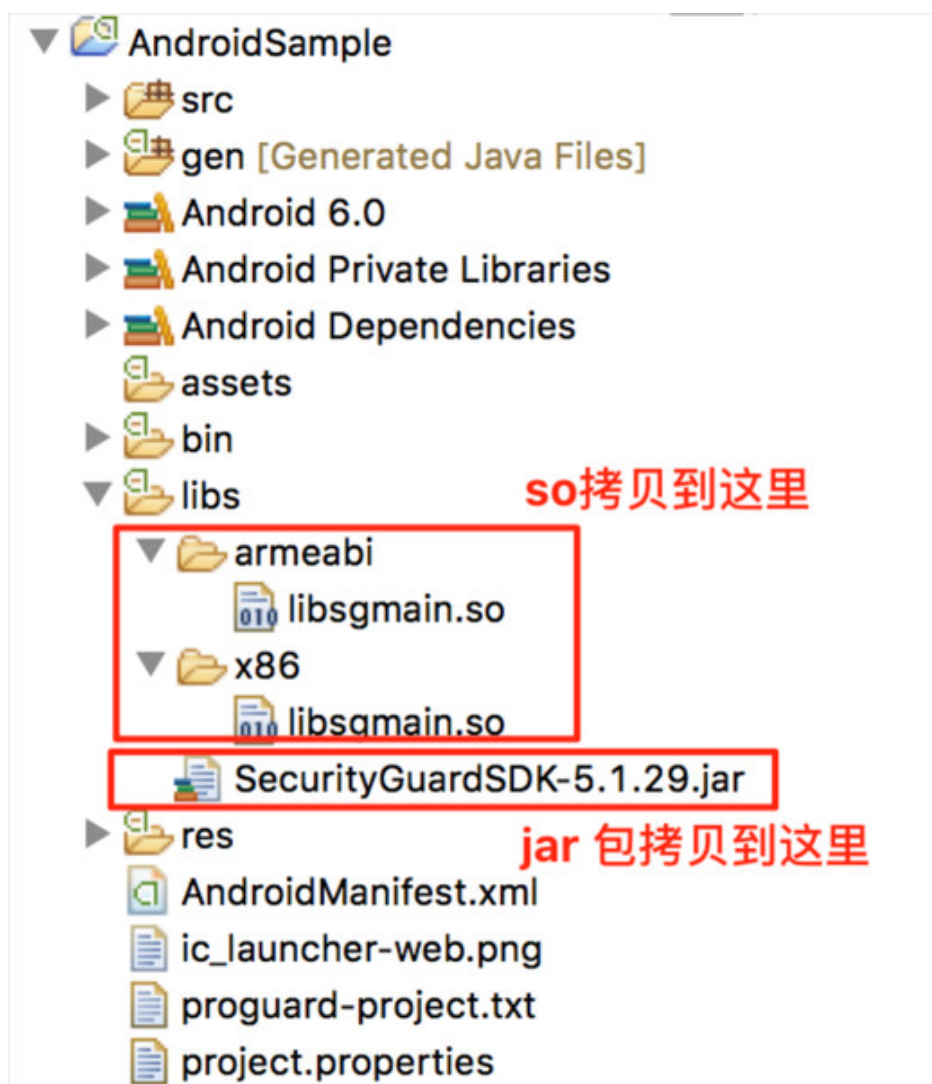 AndroidSample
src
gen [Generated Java Files]
Android 6.0
Android Private Libraries
Android Dependencies
assets
bin
libs
so拷贝到这里
armeabi
libsgmain.so
x86
libsgmain.so
SecurityGuardSDK-5.1.29.jar
res
jar 包拷贝到这里
AndroidManifest.xml
ic_launcher-web.png
proguard-project.txt
project.properties